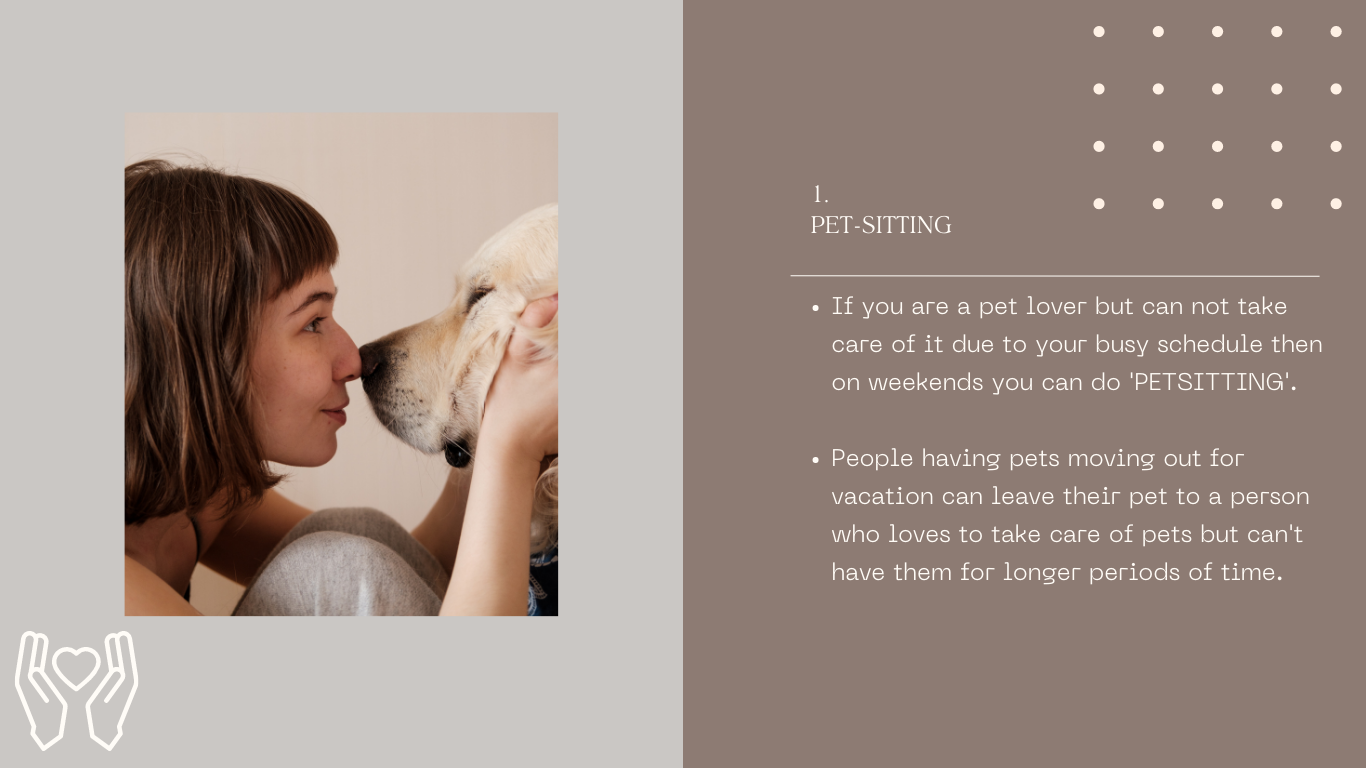 1.
PET-SITTING
• If you are a pet lover but can not take
care of it due to your busy schedule then
on weekends you can do 'PETSITTING'.
• People having pets moving out for
vacation can leave their pet to a person
who loves to take care of pets but can't
have them for longer periods of time.